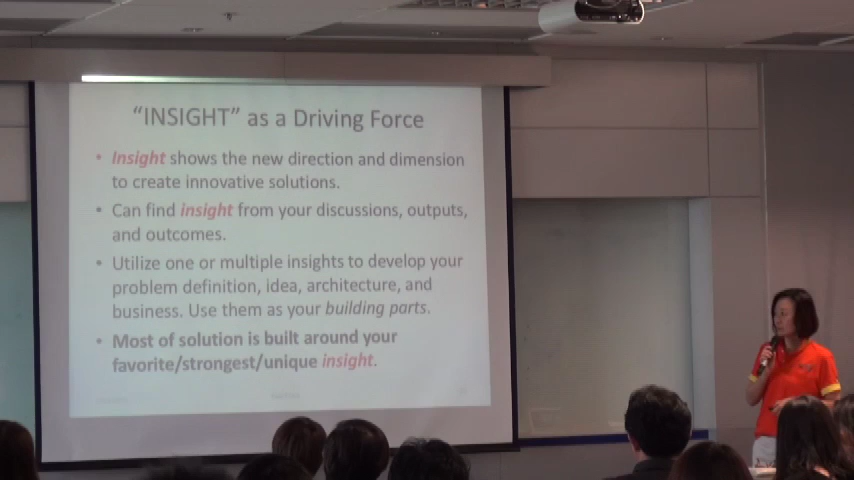 “INSIGHT” as a Driving Force
• Insight shows the new direction and dimension
to create innovative solutions.
• Can find insight from your discussions, outputs,
and outcomes.
• Utilize one or multiple insights to develop your
problem definition, idea, architecture, and
business. Use them as your building parts.
• Most of solution is built around your
favorite/strongest/unique insight.